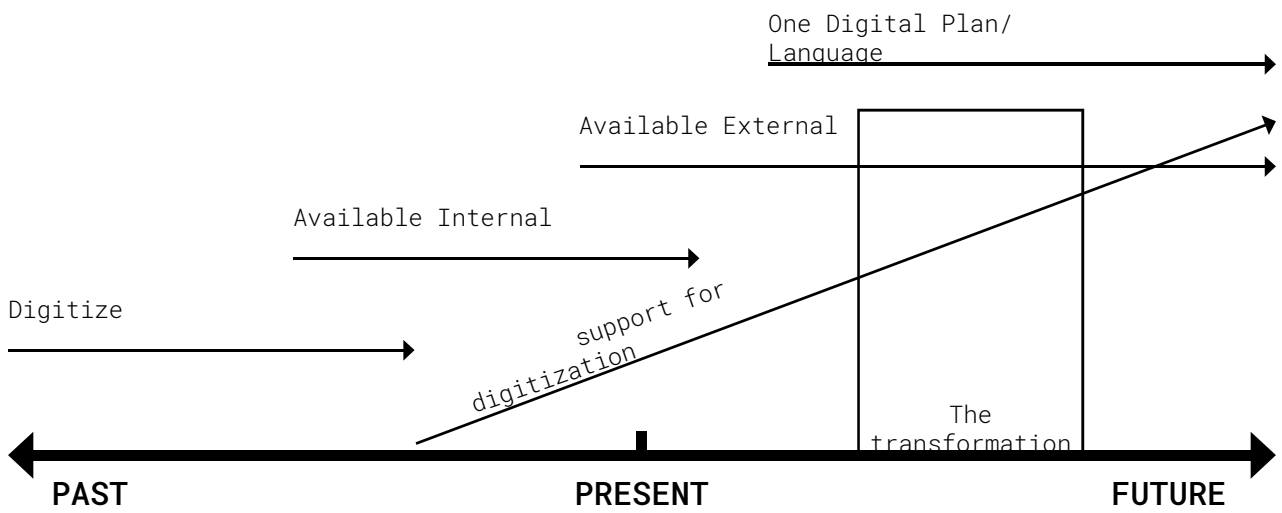 One Digital Plan/
Language
Available External
Available Internal
support for
digitization
Digitize
The
transformation
PAST
PRESENT
FUTURE